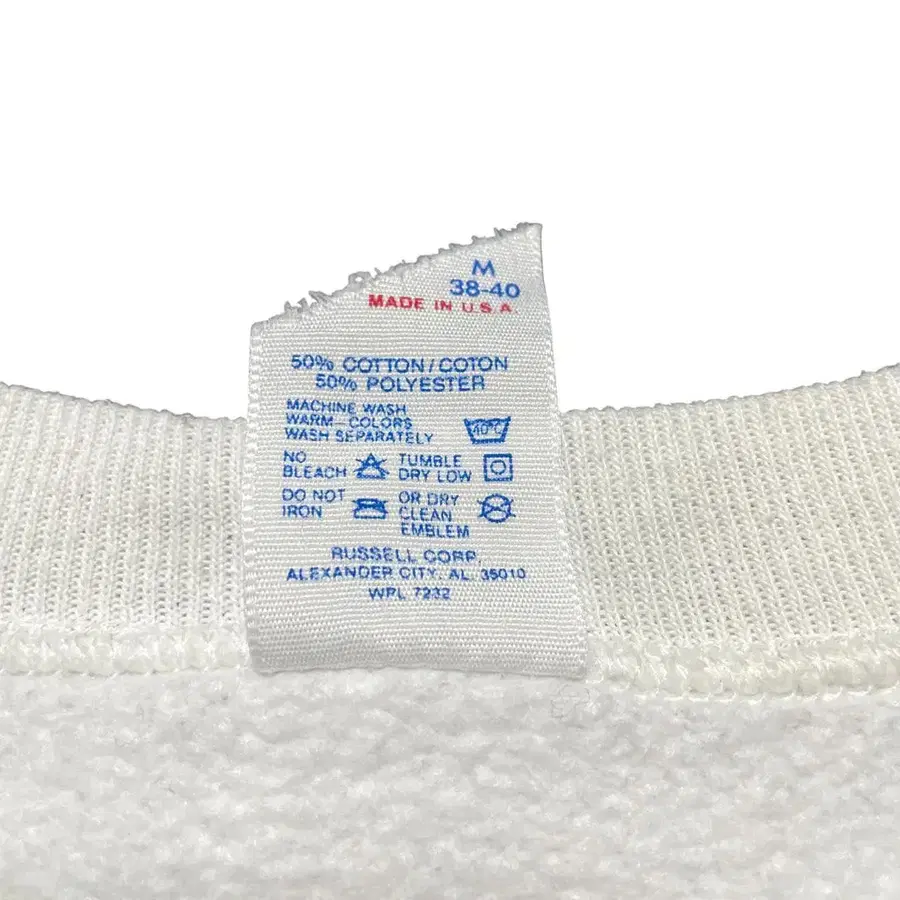 M
38-40
MADE IN U.S.A.
50% COTTON/COTON
50% POLYESTER
MACHINE WASH
WARM-COLORS
WASH SEPARATELY
40°C
NO
BLEACH
TUMBLE
DRY LOW
DO NOT
IRON
OR DRY
CLEAN
EMBLEM
RUSSELL CORP.
ALEXANDER CITY, AL. 35010
WPL 7232